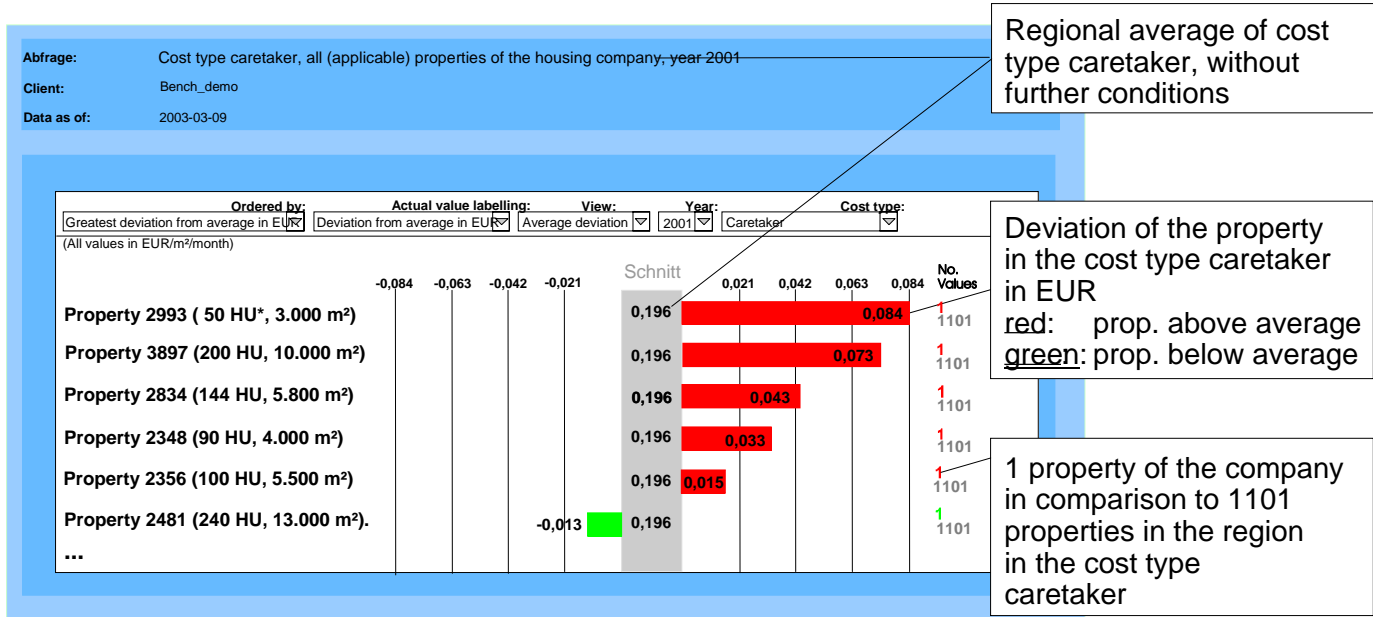 Abfrage: Cost type caretaker, all (applicable) properties of the housing company, year 2001
Client: Bench_demo
Data as of: 2003-03-09
Regional average of cost
type caretaker, without
further conditions
Ordered by: Actual value labelling: View: Year: Cost type:
Greatest deviation from average in EUR Deviation from average in EUR Average deviation 2001 Caretaker
(All values in EUR/m²/month)
Schnitt No.
-0,084 -0,063 -0,042 -0,021 0,021 0,042 0,063 0,084 Values
Property 2993 ( 50 HU*, 3.000 m²) 0,196 0,084 1
1101
Property 3897 (200 HU, 10.000 m²) 0,196 0,073 1
1101
Property 2834 (144 HU, 5.800 m²) 0,196 0,043 1
1101
Property 2348 (90 HU, 4.000 m²) 0,196 0,033 1
1101
Property 2356 (100 HU, 5.500 m²) 0,196 0,015 1
1101
Property 2481 (240 HU, 13.000 m²). -0,013 0,196 1
1101
...
Deviation of the property
in the cost type caretaker
in EUR
red: prop. above average
green: prop. below average
1 property of the company
in comparison to 1101
properties in the region
in the cost type
caretaker